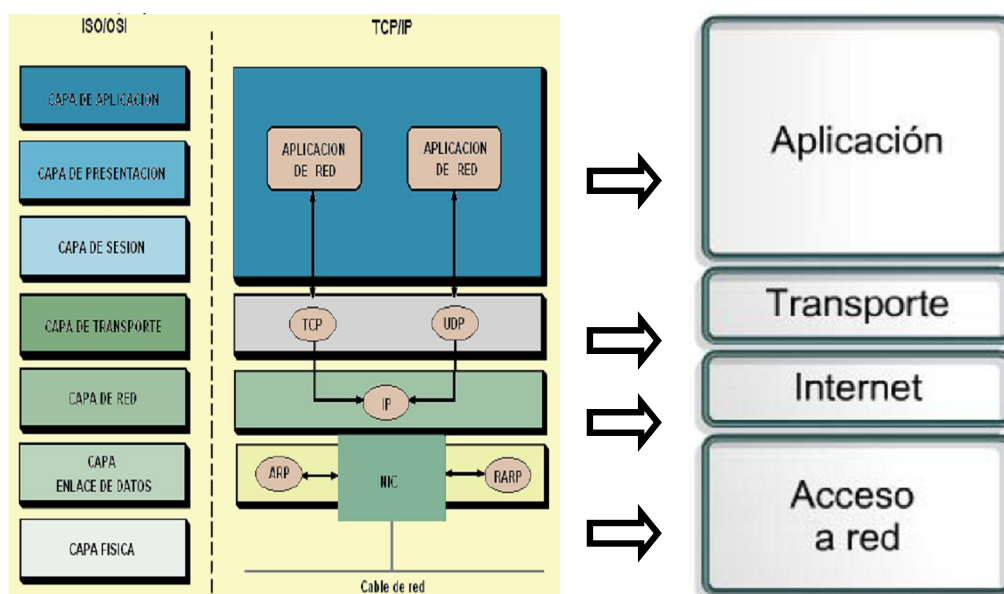 ISO/OSI
TCP/IP
CAPA DE APLICACION
CAPA DE PRESENTACION
CAPA DE SESION
CAPA DE TRANSPORTE
CAPA DE RED
CAPA
ENLACE DE DATOS
CAPA FISICA
APLICACION
DE RED
APLICACION
DE RED
TCP
UDP
IP
ARP
NIC
RARP
Cable de red
Aplicación
Transporte
Internet
Acceso
a red